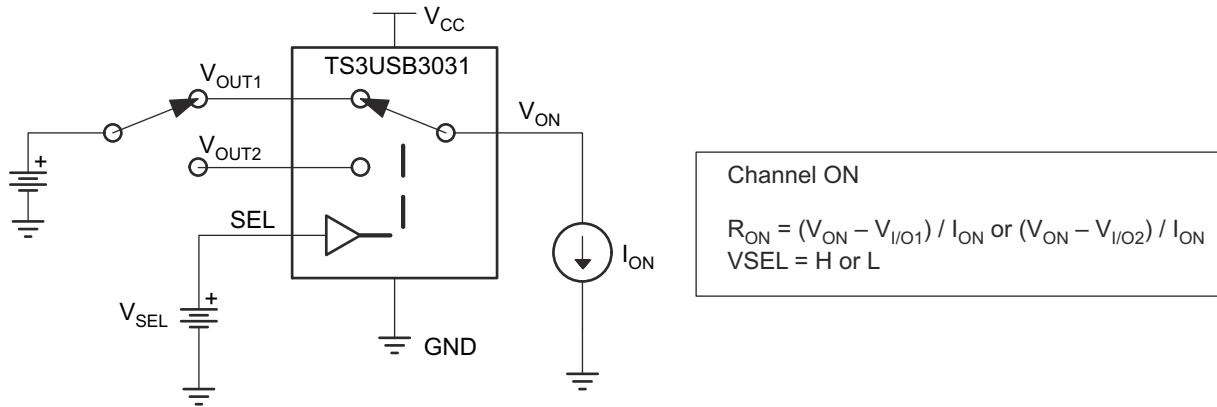 V_CC
TS3USB3031
V_OUT1
V_ON
V_OUT2
SEL
+
+
V_SEL
I_ON
GND
Channel ON
R_ON = (V_ON – V_I/O1) / I_ON or (V_ON – V_I/O2) / I_ON
VSEL = H or L